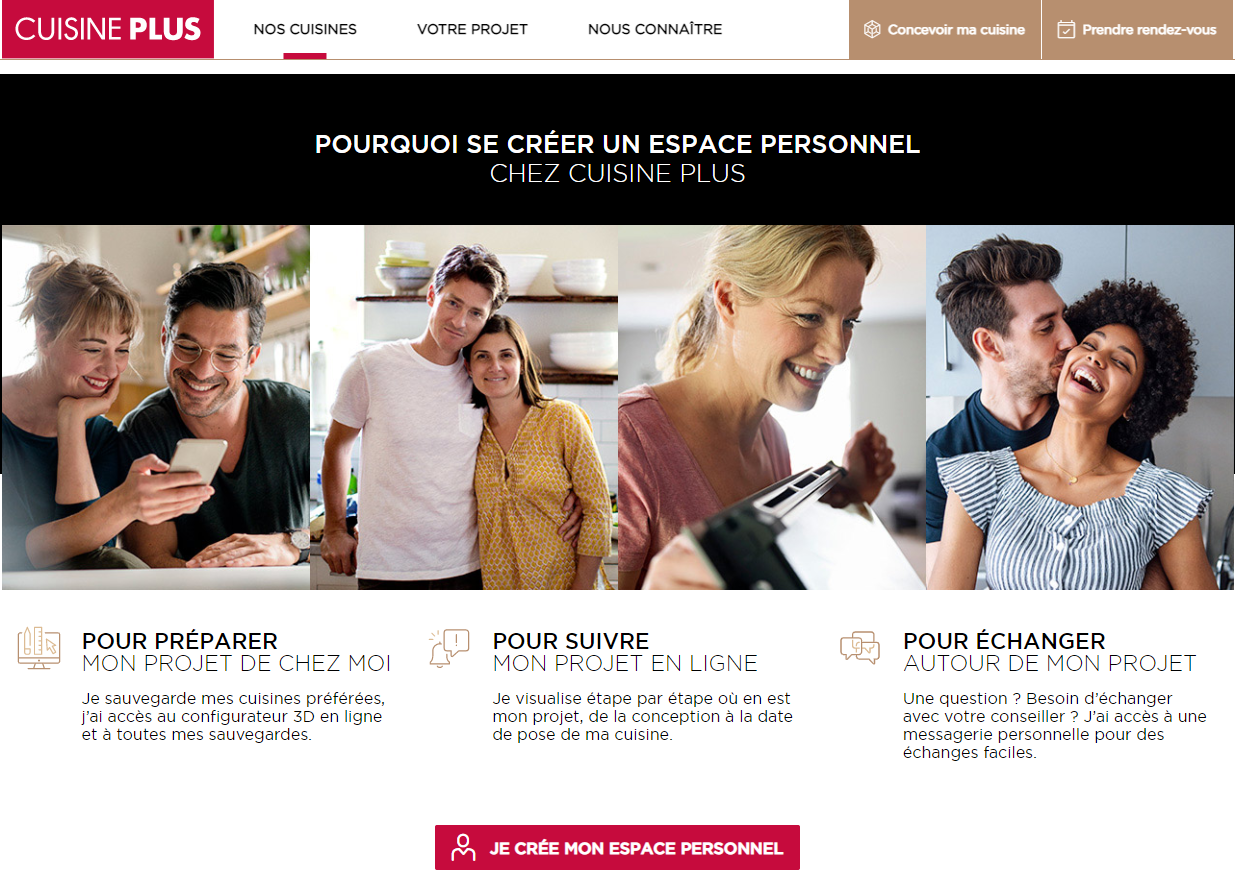 CUISINE PLUS
NOS CUISINES
VOTRE PROJET
NOUS CONNAÎTRE
Concevoir ma cuisine
Prendre rendez-vous
POURQUOI SE CRÉER UN ESPACE PERSONNEL
CHEZ CUISINE PLUS
POUR PRÉPARER
MON PROJET DE CHEZ MOI
Je sauvegarde mes cuisines préférées,
j'ai accès au configurateur 3D en ligne
et à toutes mes sauvegardes.
POUR SUIVRE
MON PROJET EN LIGNE
Je visualise étape par étape où en est
mon projet, de la conception à la date
de pose de ma cuisine.
POUR ÉCHANGER
AUTOUR DE MON PROJET
Une question ? Besoin d'échanger
avec votre conseiller ? J'ai accès à une
messagerie personnelle pour des
échanges faciles.
JE CRÉE MON ESPACE PERSONNEL